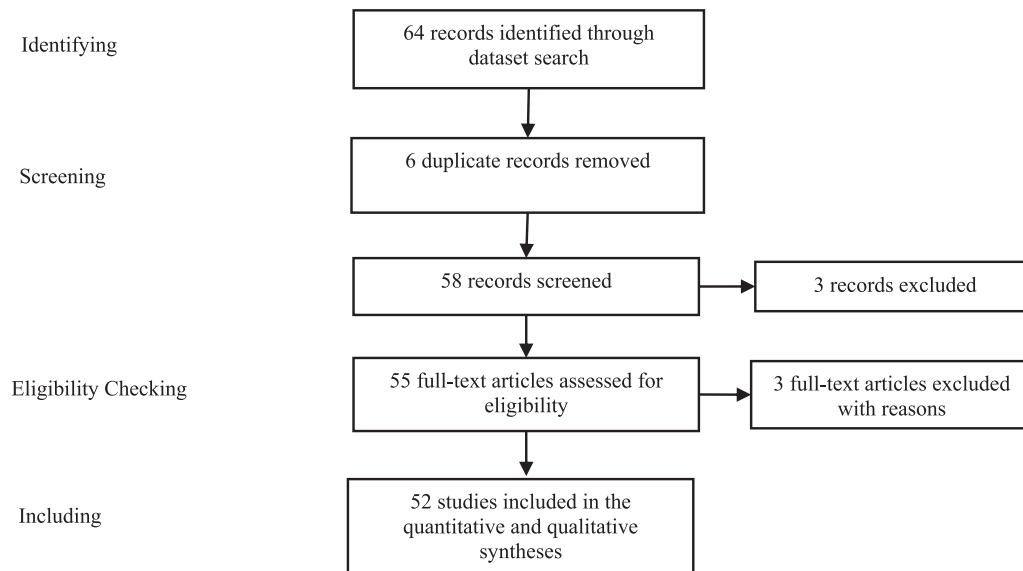 Identifying
64 records identified through
dataset search
Screening
6 duplicate records removed
58 records screened
3 records excluded
Eligibility Checking
55 full-text articles assessed for
eligibility
3 full-text articles excluded
with reasons
Including
52 studies included in the
quantitative and qualitative
syntheses